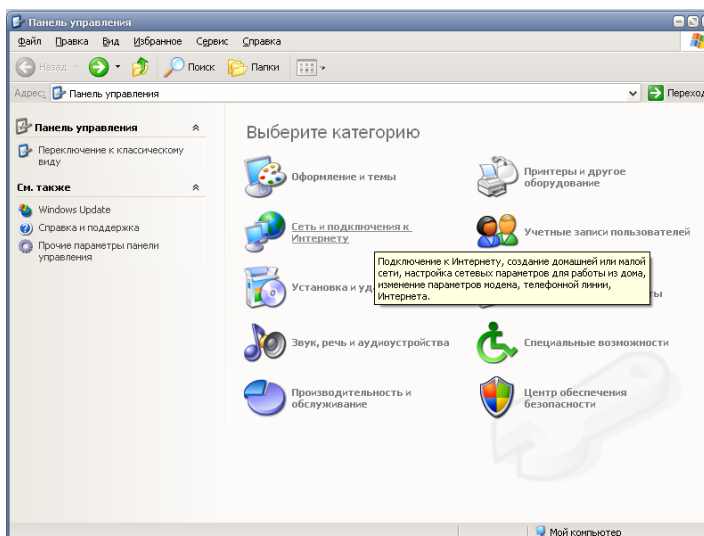 Панель управления
Файл Правка Вид Избранное Сервис Справка
Назад Поиск Папки
Адрес: Панель управления Переход
Панель управления
Переключение к классическому
виду
См. также
Windows Update
Справка и поддержка
Прочие параметры панели
управления
Выберите категорию
Оформление и темы
Принтеры и другое
оборудование
Сеть и подключения к
Интернету
Учетные записи пользователей
Подключение к Интернету, создание домашней или малой
сети, настройка сетевых параметров для работы из дома,
изменение параметров модема, телефонной линии,
Интернета.
Установка и
Звук, речь и аудиоустройства
Специальные возможности
Производительность и
обслуживание
Центр обеспечения
безопасности
Мой компьютер